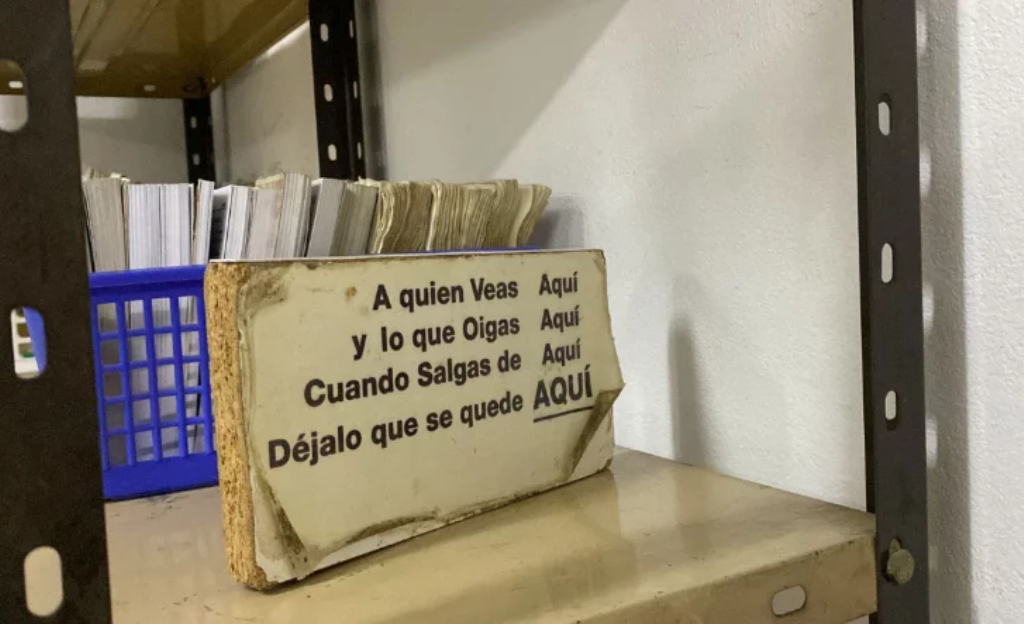 A quien Veas Aquí
y lo que Oigas Aquí
Cuando Salgas de Aquí
Déjalo que se quede AQUÍ